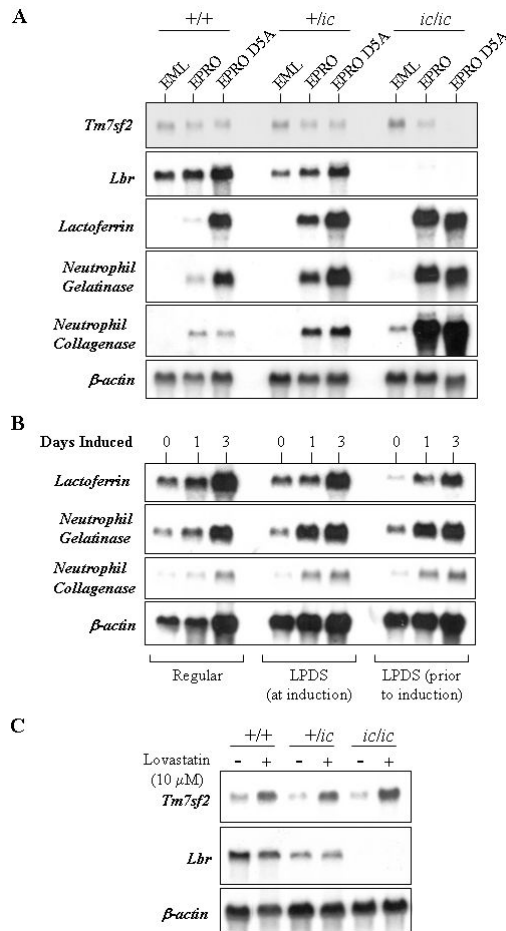 A
+/+ +/ic ic/ic
EML EPRO EPRO D5A EML EPRO EPRO D5A EML EPRO EPRO D5A
Tm7sf2
Lbr
Lactoferrin
Neutrophil
Gelatinase
Neutrophil
Collagenase
β-actin
B
Days Induced 0 1 3 0 1 3 0 1 3
Lactoferrin
Neutrophil
Gelatinase
Neutrophil
Collagenase
β-actin
Regular LPDS LPDS (prior
(at induction) to induction)
C
+/+ +/ic ic/ic
Lovastatin - + - + - +
(10 μM)
Tm7sf2
Lbr
β-actin